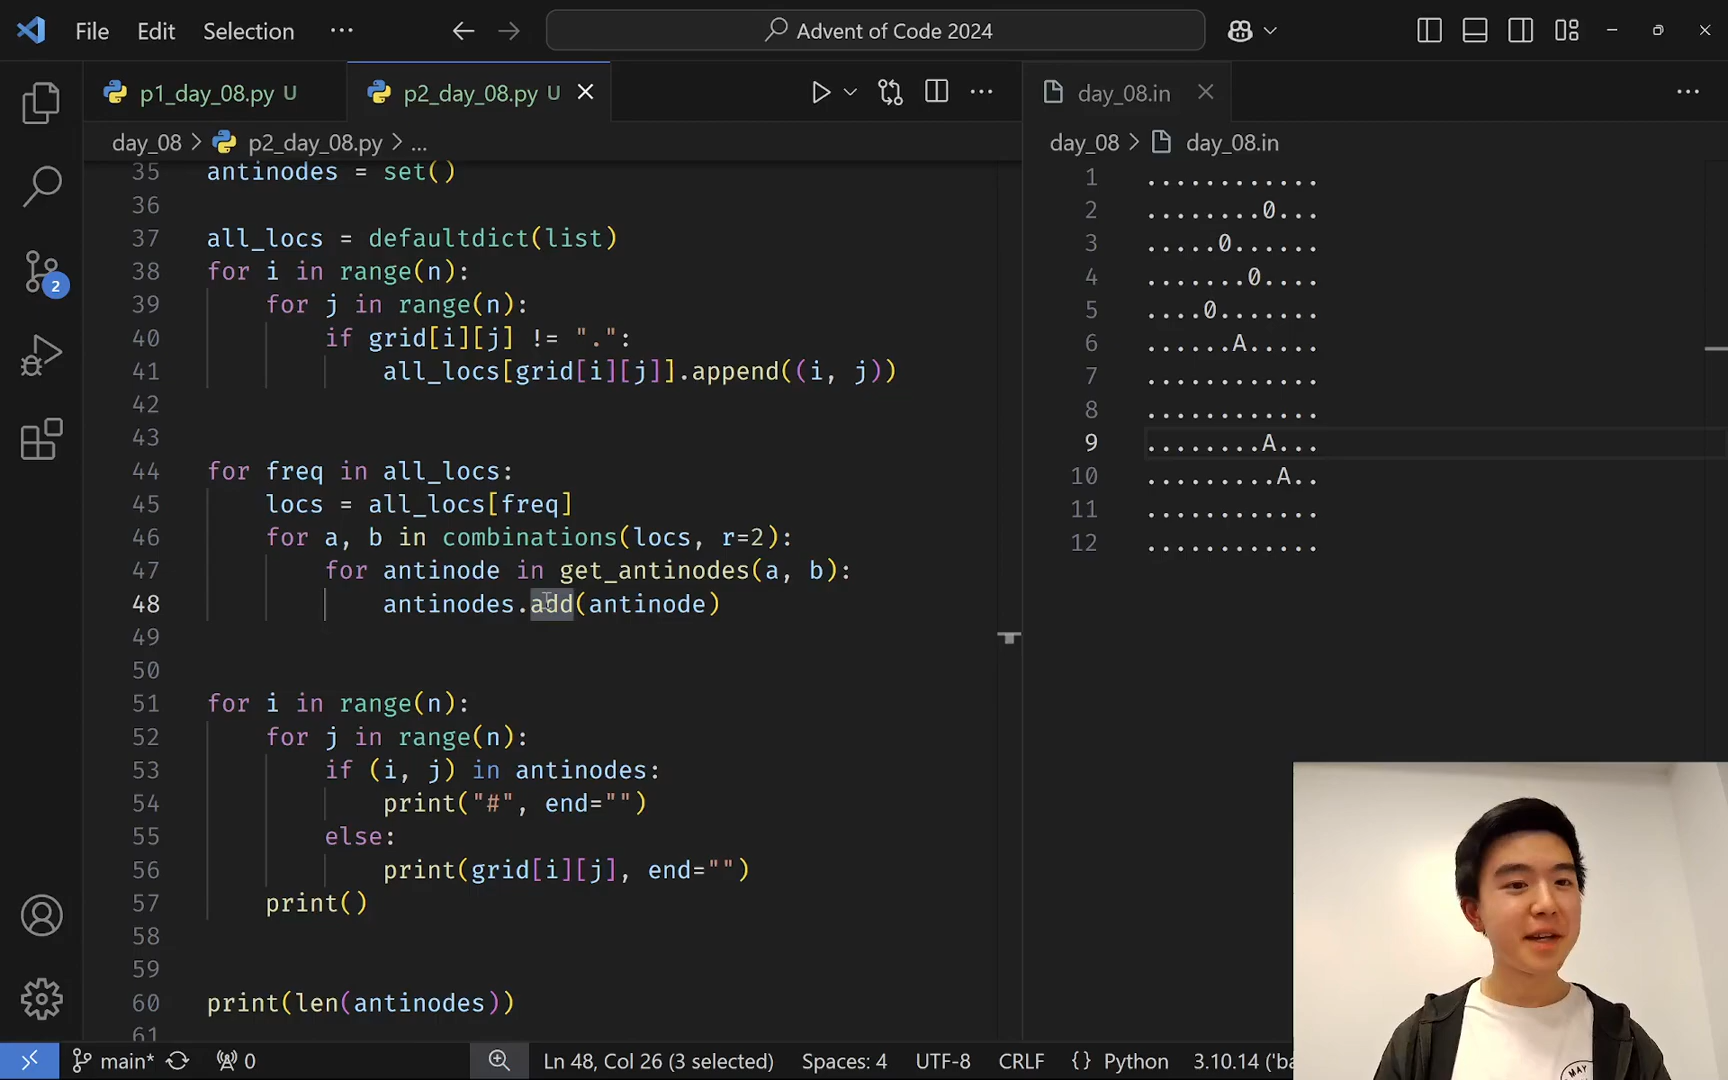 File Edit Selection ··· Advent of Code 2024
p1_day_08.py U p2_day_08.py U
day_08 > p2_day_08.py > ...
35 antinodes = set()
36
37 all_locs = defaultdict(list)
38 for i in range(n):
39 for j in range(n):
40 if grid[i][j] != ".":
41 all_locs[grid[i][j]].append((i, j))
42
43
44 for freq in all_locs:
45 locs = all_locs[freq]
46 for a, b in combinations(locs, r=2):
47 for antinode in get_antinodes(a, b):
48 antinodes.add(antinode)
49
50
51 for i in range(n):
52 for j in range(n):
53 if (i, j) in antinodes:
54 print("#", end="")
55 else:
56 print(grid[i][j], end="")
57 print()
58
59
60 print(len(antinodes))
61
day_08.in
day_08 > day_08.in
1 ............
2 ........0...
3 .....0......
4 .......0....
5 ....0.......
6 ......A.....
7 ............
8 ............
9 ........A...
10 .........A..
11 ............
12 ............
2
MAY
main* 0 Ln 48, Col 26 (3 selected) Spaces: 4 UTF-8 CRLF {} Python 3.10.14 ('ba